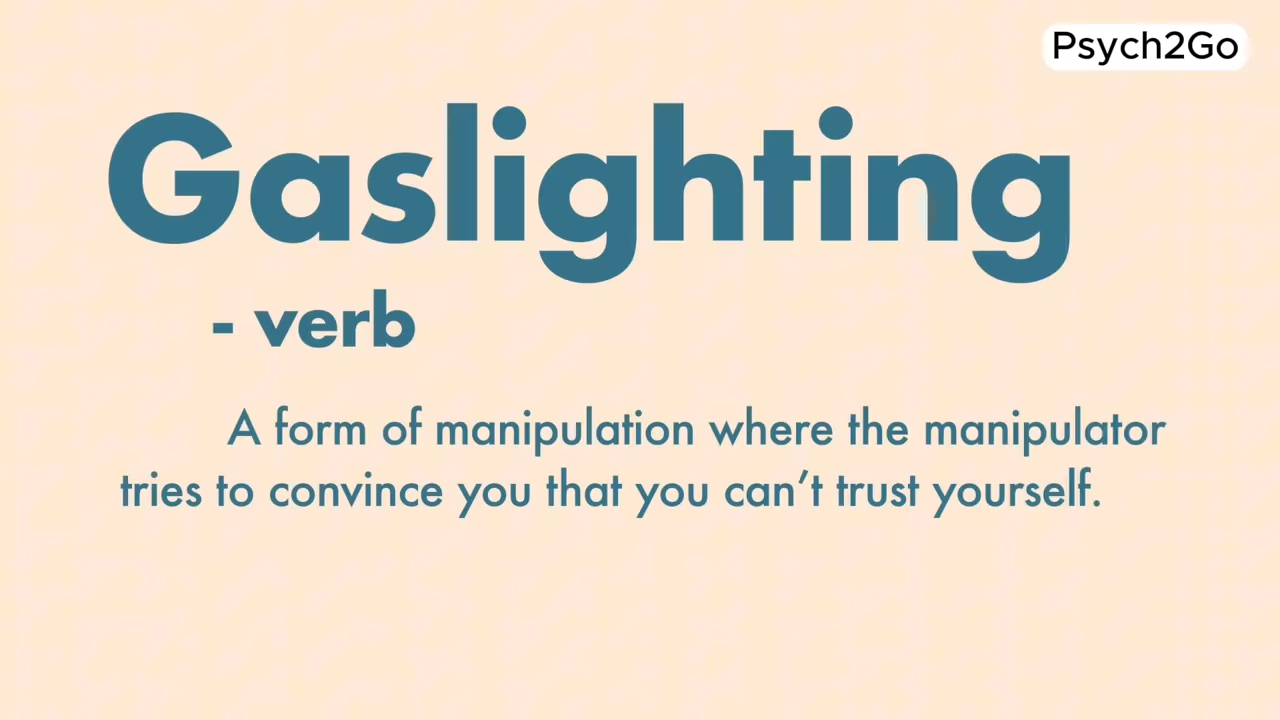 Psych2Go
Gaslighting
- verb
A form of manipulation where the manipulator
tries to convince you that you can’t trust yourself.